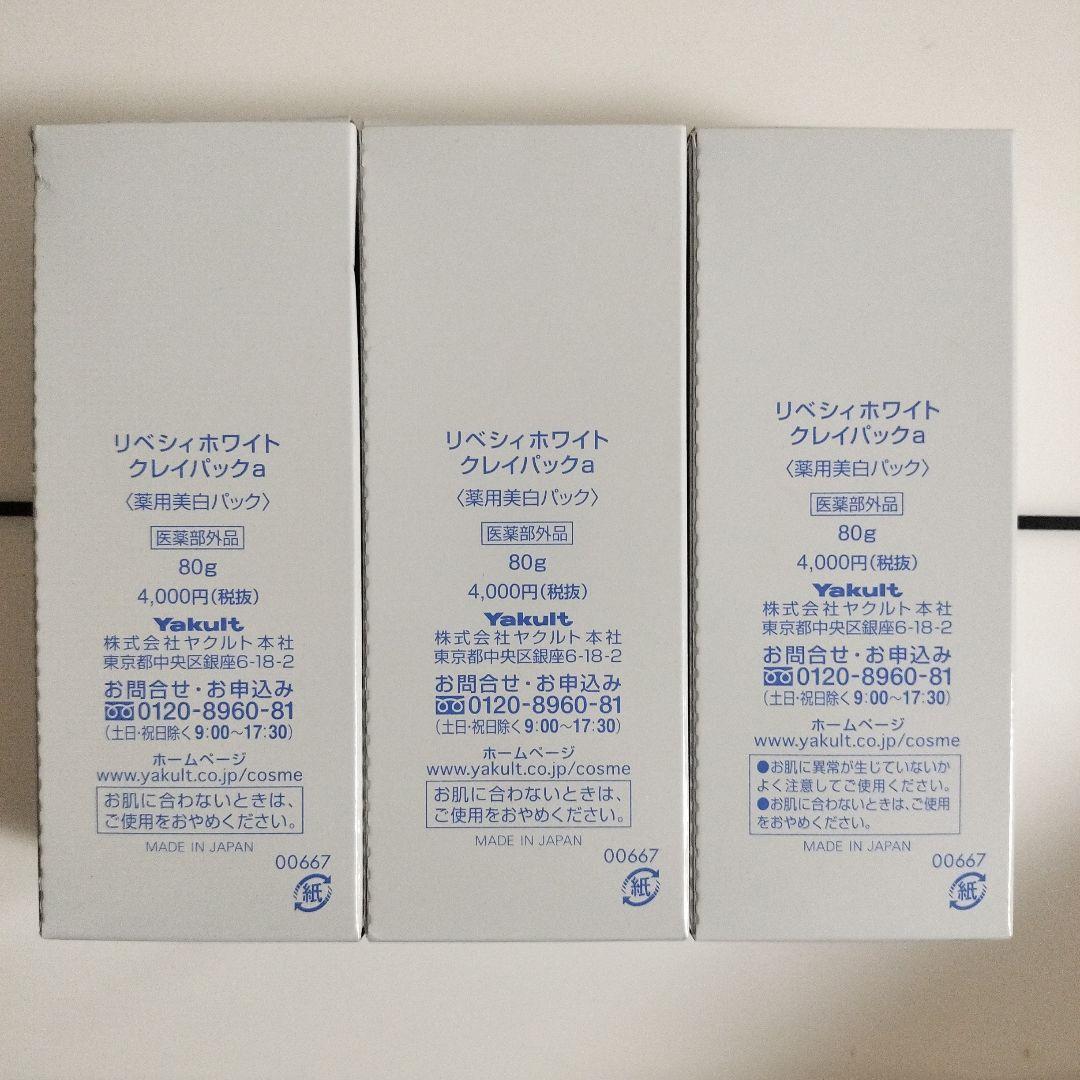 リベシィホワイト
クレイパックa
〈薬用美白パック〉
医薬部外品
80g
4,000円(税抜)
Yakult
株式会社ヤクルト本社
東京都中央区銀座6-18-2
お問合せ・お申込み
0120-8960-81
(土日・祝日除く9:00〜17:30)
ホームページ
www.yakult.co.jp/cosme
お肌に合わないときは、
ご使用をおやめください。
MADE IN JAPAN
00667
紙
リベシィホワイト
クレイパックa
〈薬用美白パック〉
医薬部外品
80g
4,000円(税抜)
Yakult
株式会社ヤクルト本社
東京都中央区銀座6-18-2
お問合せ・お申込み
0120-8960-81
(土日・祝日除く9:00〜17:30)
ホームページ
www.yakult.co.jp/cosme
お肌に合わないときは、
ご使用をおやめください。
MADE IN JAPAN
00667
紙
リベシィホワイト
クレイパックa
〈薬用美白パック〉
医薬部外品
80g
4,000円(税抜)
Yakult
株式会社ヤクルト本社
東京都中央区銀座6-18-2
お問合せ・お申込み
0120-8960-81
(土日・祝日除く9:00〜17:30)
ホームページ
www.yakult.co.jp/cosme
●お肌に異常が生じていないか
よく注意してご使用ください。
●お肌に合わないときは、ご使用
をおやめください。
MADE IN JAPAN
00667
紙